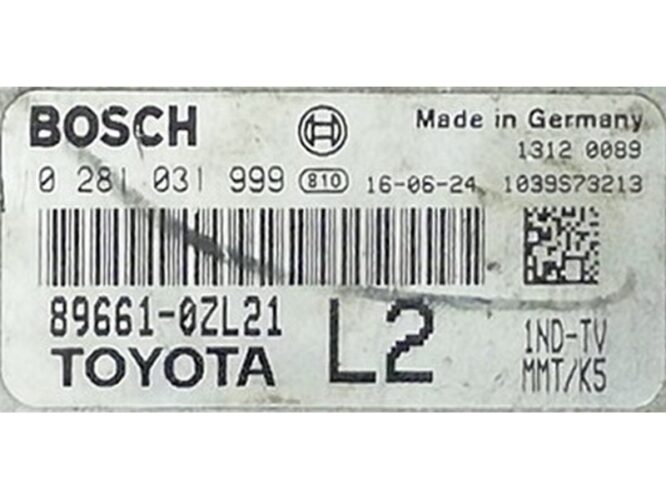 BOSCH
Made in Germany
1312 0089
0 281 031 999 810 16-06-24 1039S73213
89661-0ZL21
L2
1ND-TV
TOYOTA
MMT/K5